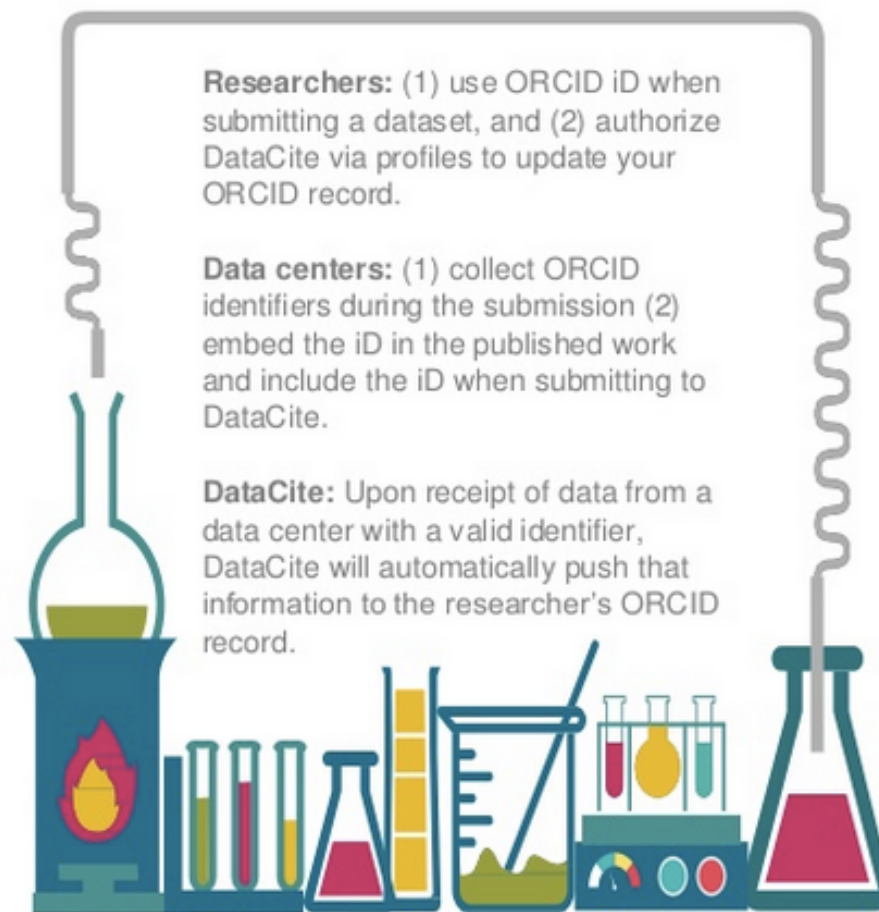 Researchers: (1) use ORCID iD when
submitting a dataset, and (2) authorize
DataCite via profiles to update your
ORCID record.
Data centers: (1) collect ORCID
identifiers during the submission (2)
embed the iD in the published work
and include the iD when submitting to
DataCite.
DataCite: Upon receipt of data from a
data center with a valid identifier,
DataCite will automatically push that
information to the researcher's ORCID
record.